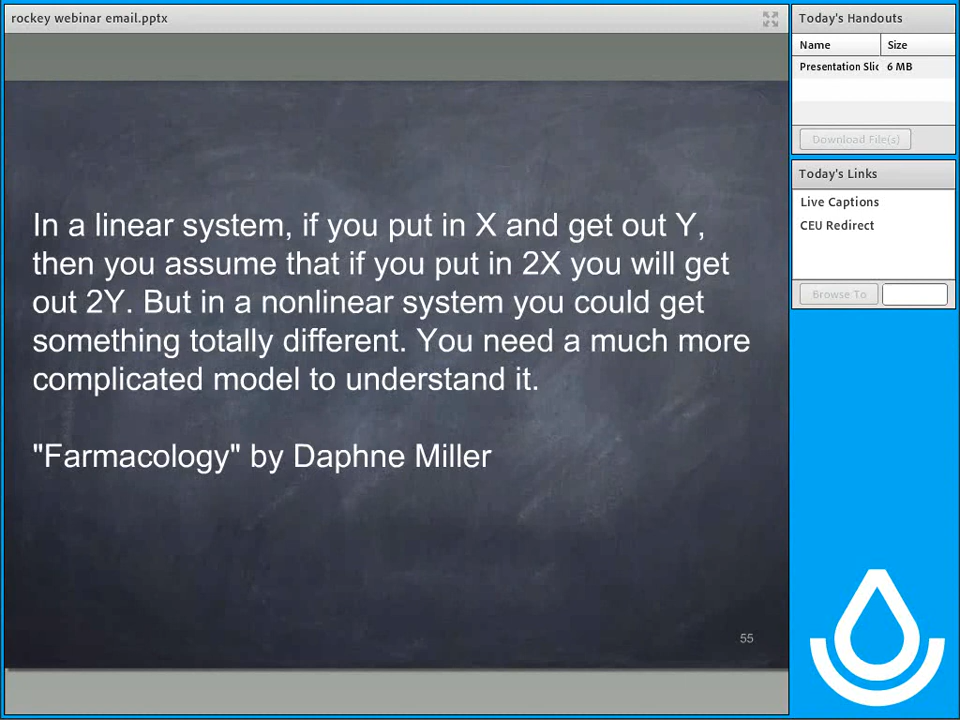 rockey webinar email.pptx
In a linear system, if you put in X and get out Y,
then you assume that if you put in 2X you will get
out 2Y. But in a nonlinear system you could get
something totally different. You need a much more
complicated model to understand it.
"Farmacology" by Daphne Miller
55
Today's Handouts
Name Size
Presentation Slic 6 MB
Download File(s)
Today's Links
Live Captions
CEU Redirect
Browse To